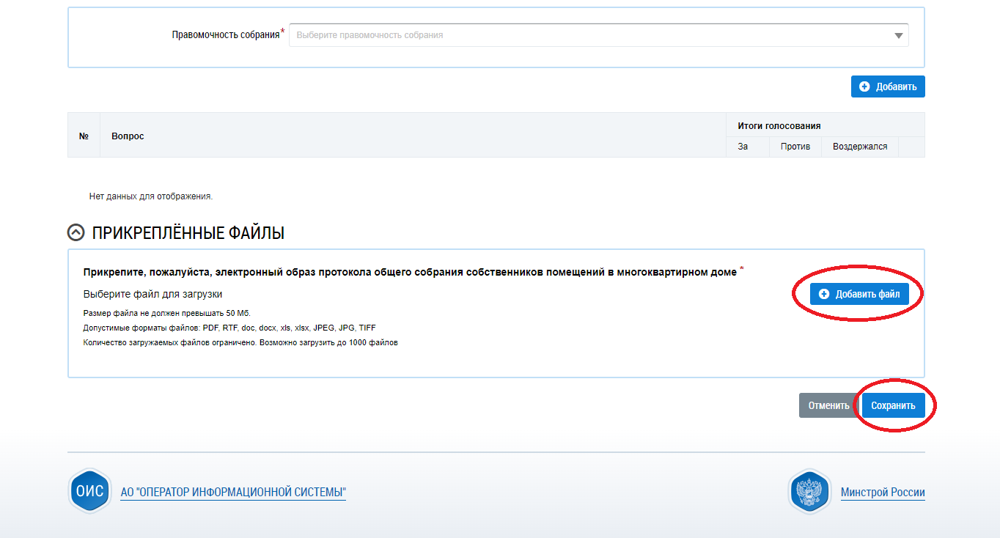 Правомочность собрания* Выберите правомочность собрания
Добавить
№ Вопрос Итоги голосования
За Против Воздержался
Нет данных для отображения.
ПРИКРЕПЛЁННЫЕ ФАЙЛЫ
Прикрепите, пожалуйста, электронный образ протокола общего собрания собственников помещений в многоквартирном доме *
Выберите файл для загрузки
Добавить файл
Размер файла не должен превышать 50 Мб.
Допустимые форматы файлов: PDF, RTF, doc, docx, xls, xlsx, JPEG, JPG, TIFF
Количество загружаемых файлов ограничено. Возможно загрузить до 1000 файлов
Отменить Сохранить
ОИС АО "ОПЕРАТОР ИНФОРМАЦИОННОЙ СИСТЕМЫ" Минстрой России